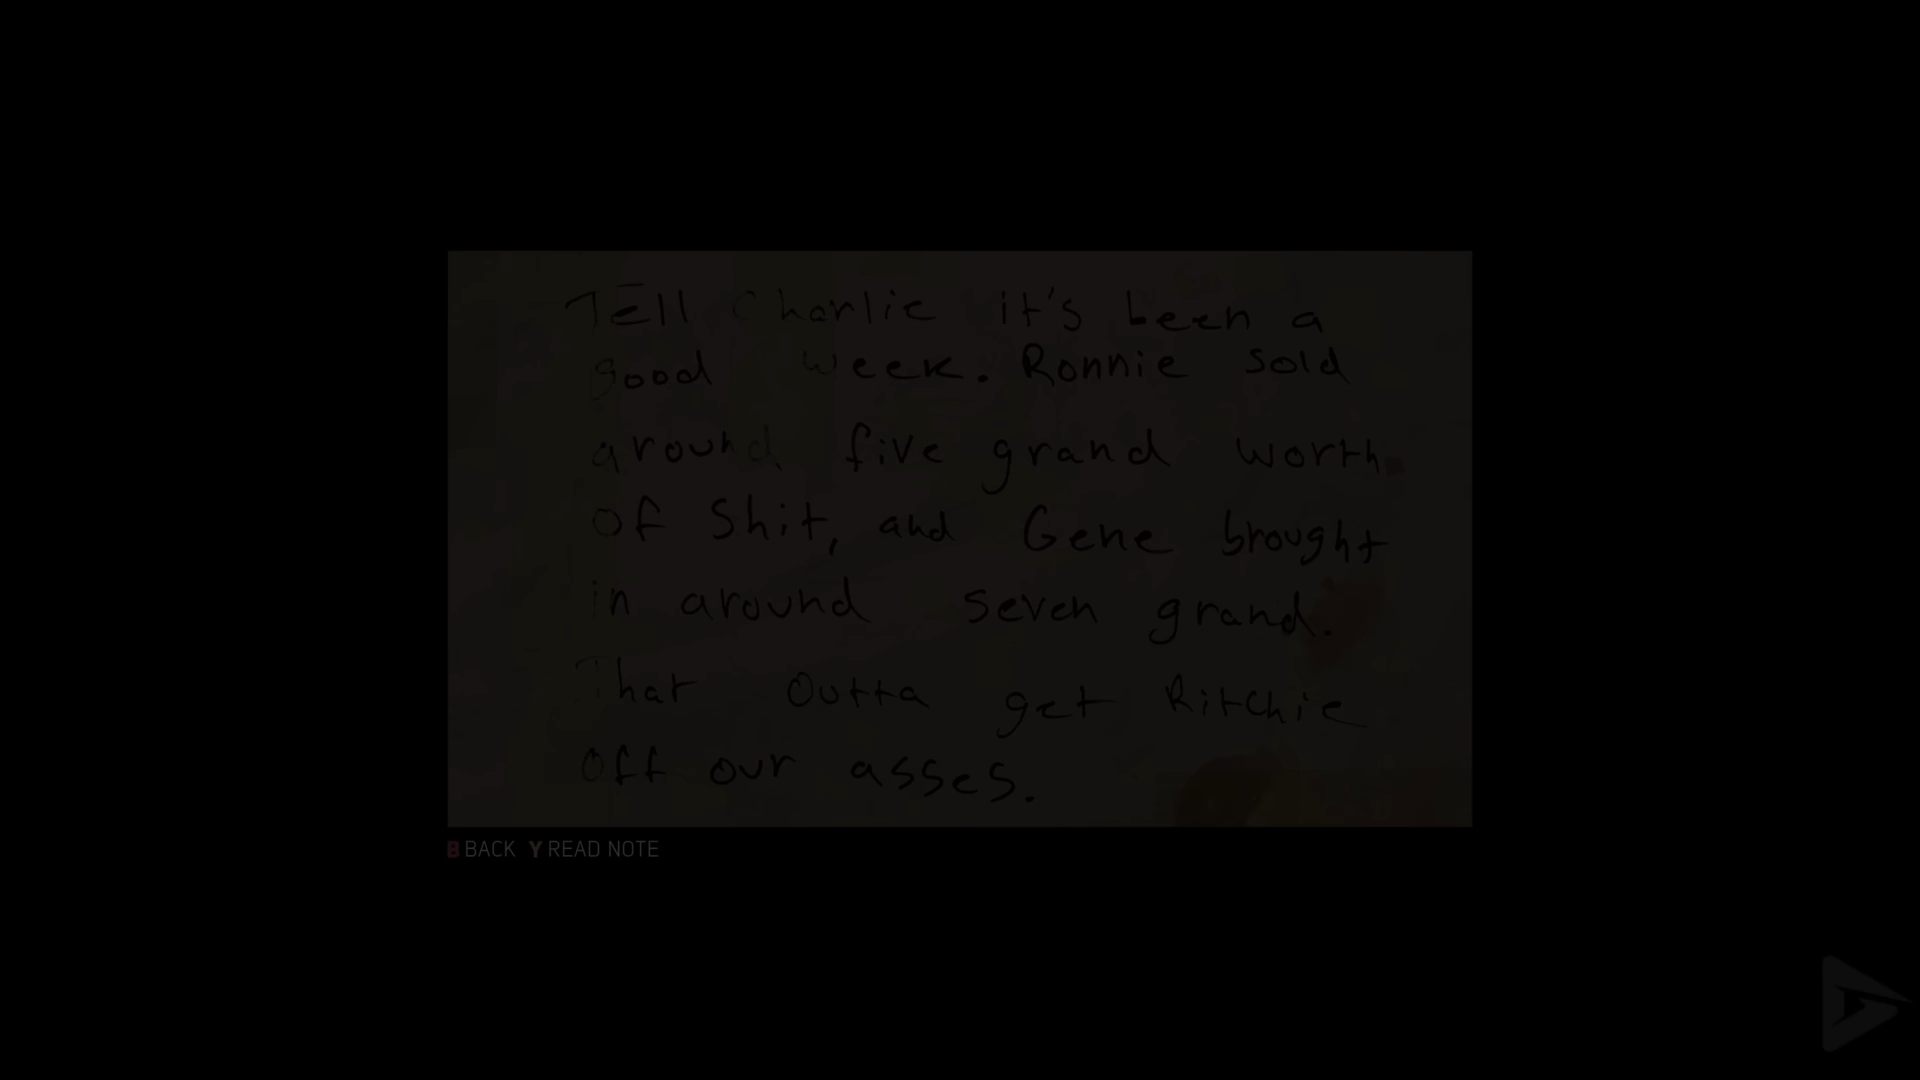 Tell Charlie it's been a
good week. Ronnie sold
around five grand worth
of Shit, and Gene brought
in around seven grand.
That Outta get Ritchie
Off our asses.
B BACK Y READ NOTE